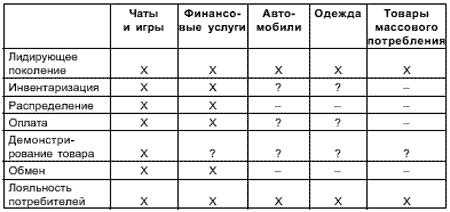 Чаты и игры | Финансо-вые услуги | Авто-мобили | Одежда | Товары массового потребления
Лидирующее поколение X X X X X
Инвентаризация X X ? ? –
Распределение X X – – –
Оплата X X ? ? –
Демонстри-рование товара X ? ? ? ?
Обмен X X – – –
Лояльность потребителей X X X X X